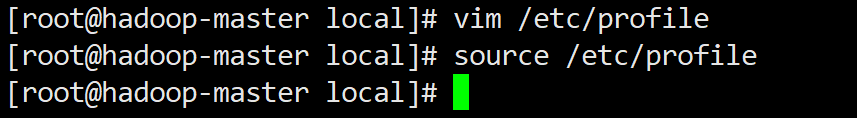 [root@hadoop-master local]# vim /etc/profile
[root@hadoop-master local]# source /etc/profile
[root@hadoop-master local]#